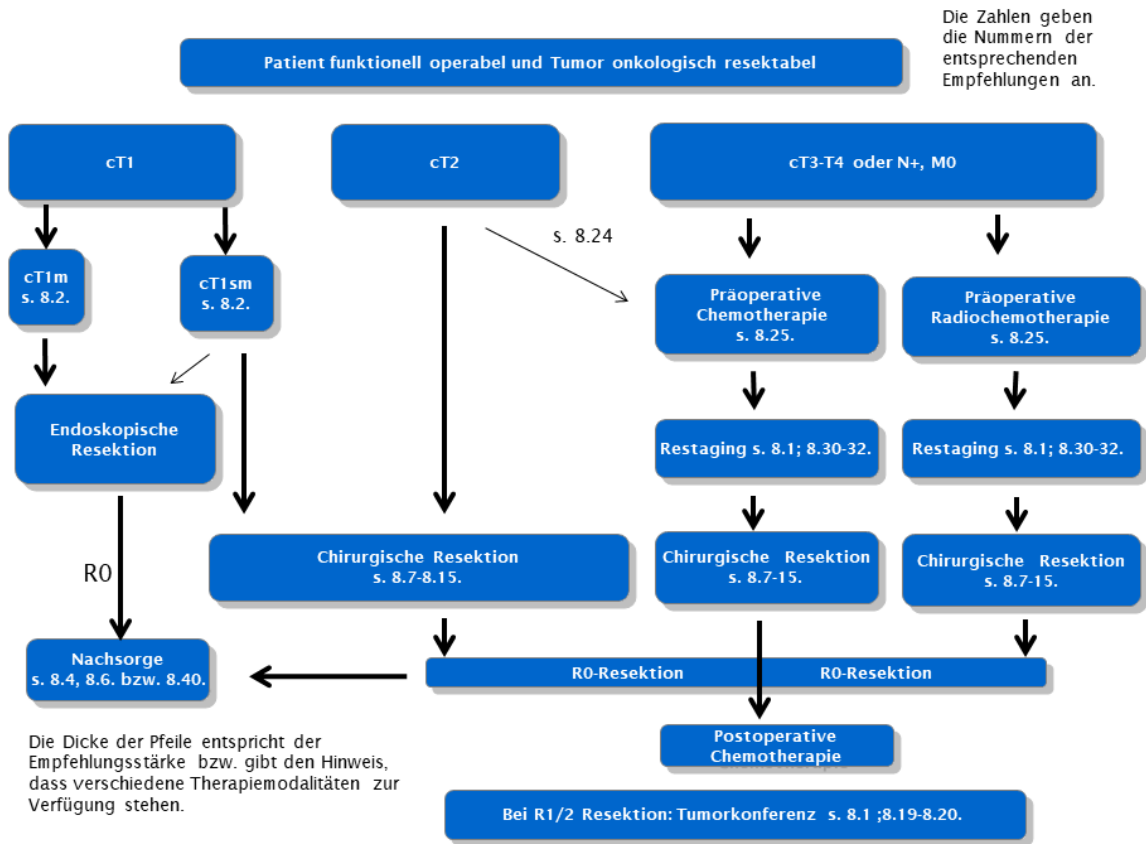 Die Zahlen geben
die Nummern der
entsprechenden
Empfehlungen an.
Patient funktionell operabel und Tumor onkologisch resektabel
cT1
cT2
cT3-T4 oder N+, M0
s. 8.24
cT1m
s. 8.2.
cT1sm
s. 8.2.
Präoperative
Chemotherapie
s. 8.25.
Präoperative
Radiochemotherapie
s. 8.25.
Endoskopische
Resektion
Restaging s. 8.1; 8.30-32.
Restaging s. 8.1; 8.30-32.
R0
Chirurgische Resektion
s. 8.7-8.15.
Chirurgische Resektion
s. 8.7-15.
Chirurgische Resektion
s. 8.7-15.
Nachsorge
s. 8.4, 8.6. bzw. 8.40.
R0-Resektion
R0-Resektion
Postoperative
Chemotherapie
Die Dicke der Pfeile entspricht der
Empfehlungsstärke bzw. gibt den Hinweis,
dass verschiedene Therapiemodalitäten zur
Verfügung stehen.
Bei R1/2 Resektion: Tumorkonferenz s. 8.1 ;8.19-8.20.